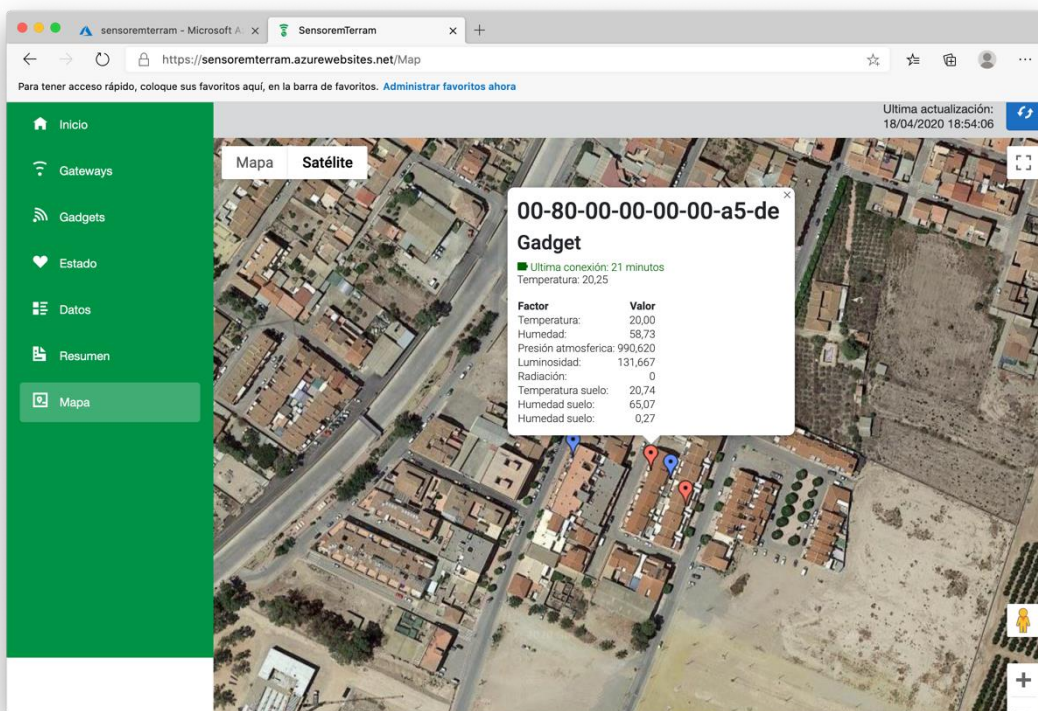 sensoremterram - Microsoft A
SensoremTerram
https://sensoremterram.azurewebsites.net/Map
Para tener acceso rápido, coloque sus favoritos aquí, en la barra de favoritos. Administrar favoritos ahora
Ultima actualización:
18/04/2020 18:54:06
Inicio
Gateways
Gadgets
Estado
Datos
Resumen
Mapa
Mapa Satélite
00-80-00-00-00-00-a5-de
Gadget
Ultima conexión: 21 minutos
Temperatura: 20,25
Factor Valor
Temperatura: 20,00
Humedad: 58,73
Presión atmosferica: 990,620
Luminosidad: 131,667
Radiación: 0
Temperatura suelo: 20,74
Humedad suelo: 65,07
Humedad suelo: 0,27